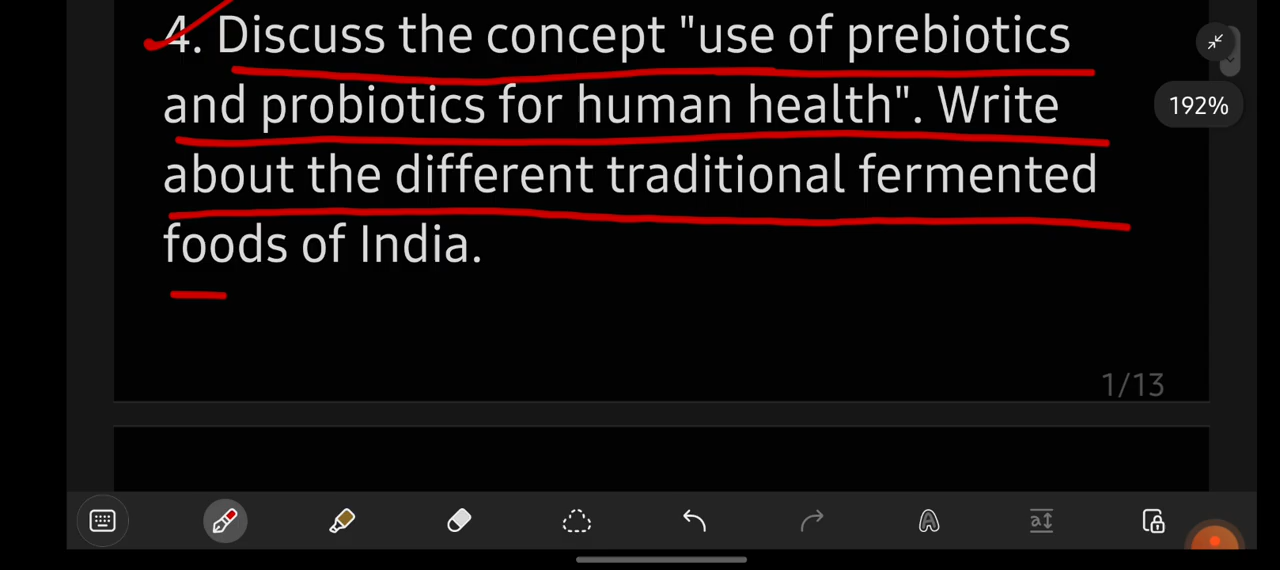 4. Discuss the concept "use of prebiotics
192%
and probiotics for human health". Write
about the different traditional fermented
foods of India.
1/13